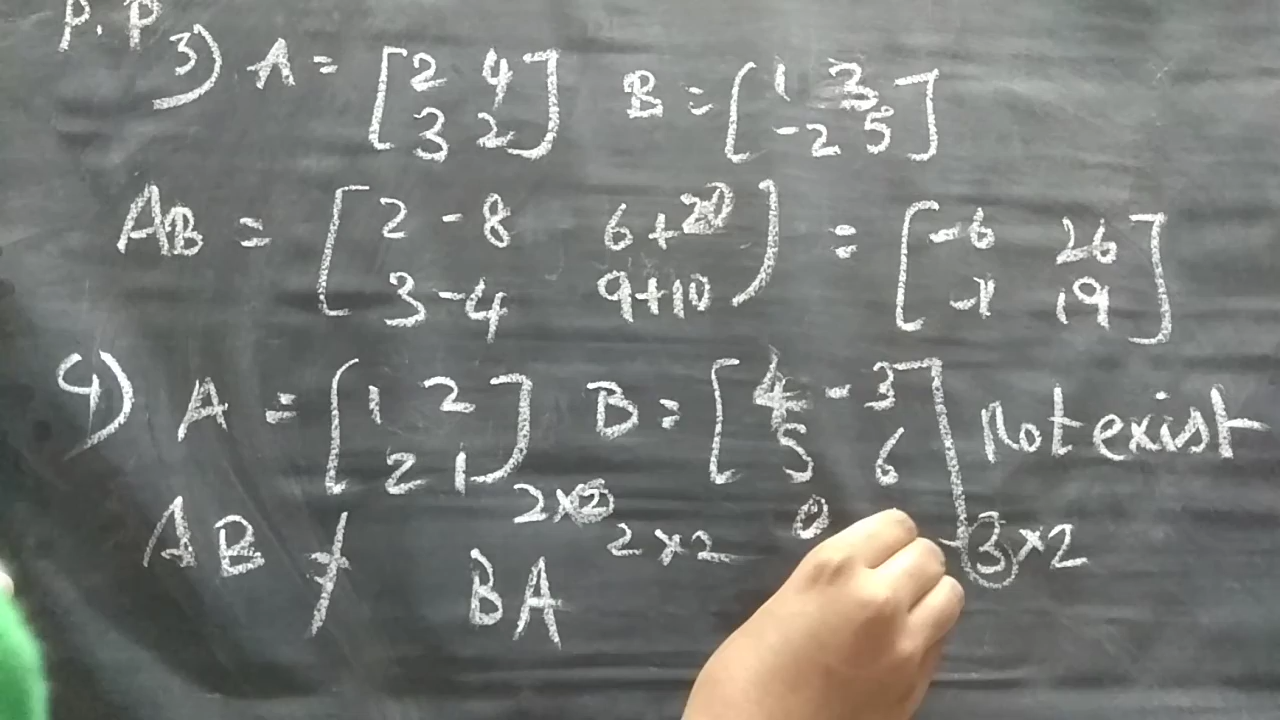 P.P
3) A = [2 4 3 2] B = [1 3 -2 5]
AB = [2 - 8 6 + 20 3 - 4 9 + 10] = [-6 26 -1 19]
4) A = [1 2 2 1] 2×2 B = [4 -3 5 6 0] 3×2 Not exist
2×2
AB ≠ BA